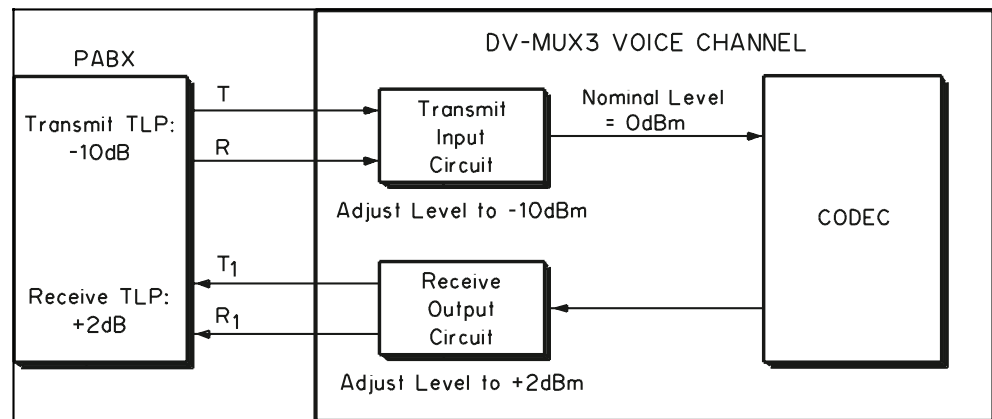 DV-MUX3 VOICE CHANNEL
PABX
Transmit TLP:
-10dB
Receive TLP:
+2dB
T
R
T1
R1
Transmit
Input
Circuit
Adjust Level to -10dBm
Nominal Level
= 0dBm
Receive
Output
Circuit
Adjust Level to +2dBm
CODEC